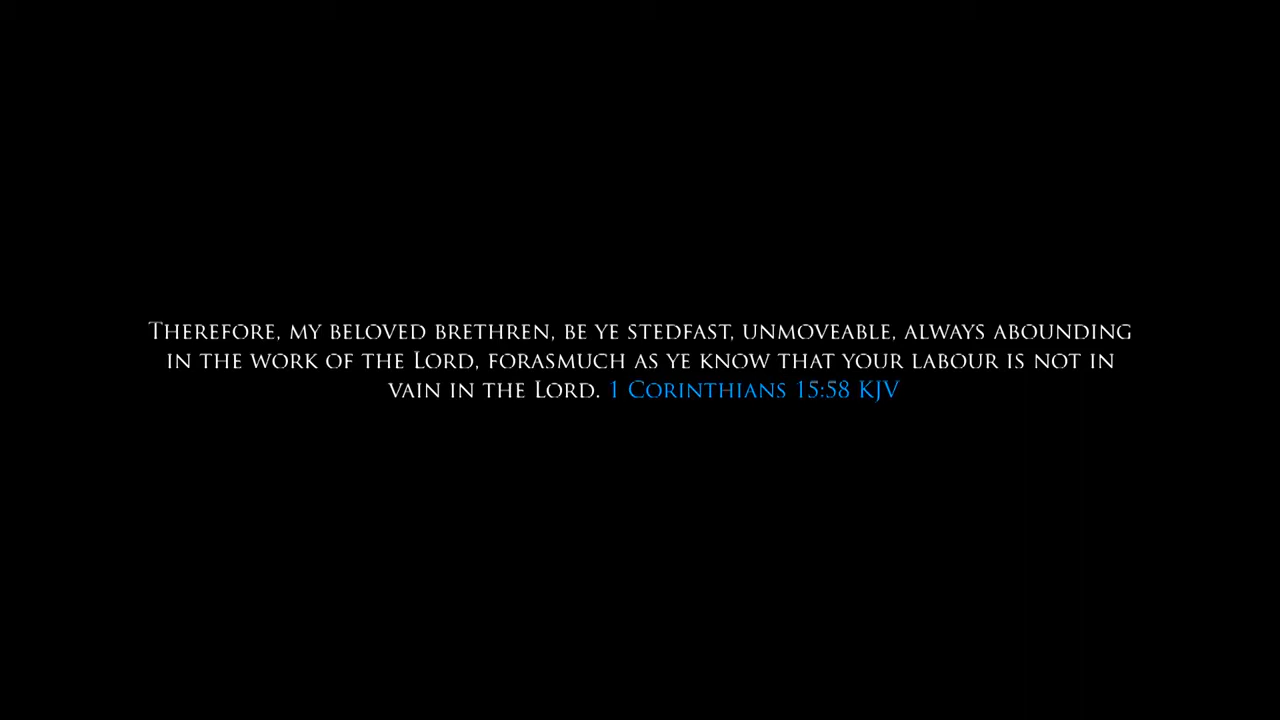 Therefore, my beloved brethren, be ye stedfast, unmoveable, always abounding
in the work of the Lord, forasmuch as ye know that your labour is not in
vain in the Lord. 1 Corinthians 15:58 KJV